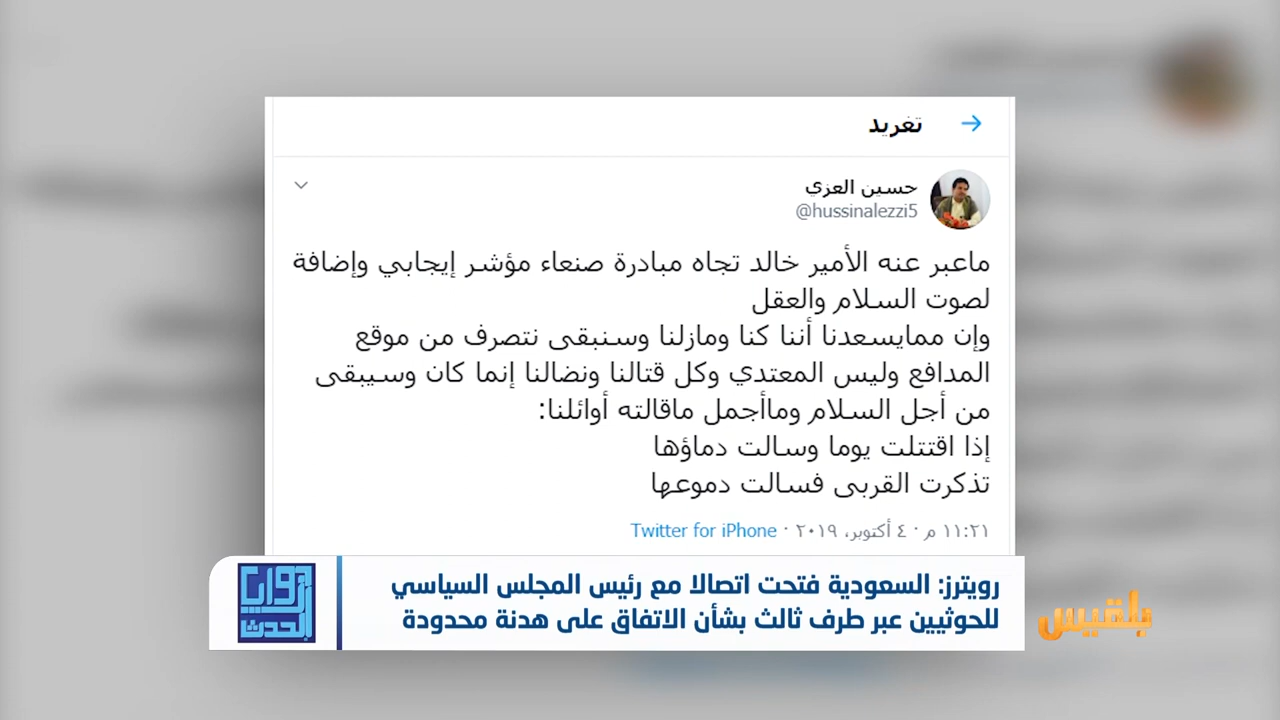 تغريد
حسين العزي
@hussinalezzi5
ماعبر عنه الأمير خالد تجاه مبادرة صنعاء مؤشر إيجابي وإضافة
لصوت السلام والعقل
وإن ممايسعدنا أننا كنا ومازلنا وسنبقى نتصرف من موقع
المدافع وليس المعتدي وكل قتالنا ونضالنا إنما كان وسيبقى
من أجل السلام وماأجمل ماقالته أوائلنا:
إذا اقتتلت يوما وسالت دماؤها
تذكرت القربى فسالت دموعها
١١:٢١ م · ٤ أكتوبر، ٢٠١٩ · Twitter for iPhone
رويترز: السعودية فتحت اتصالا مع رئيس المجلس السياسي
للحوثيين عبر طرف ثالث بشأن الاتفاق على هدنة محدودة
بلقيس